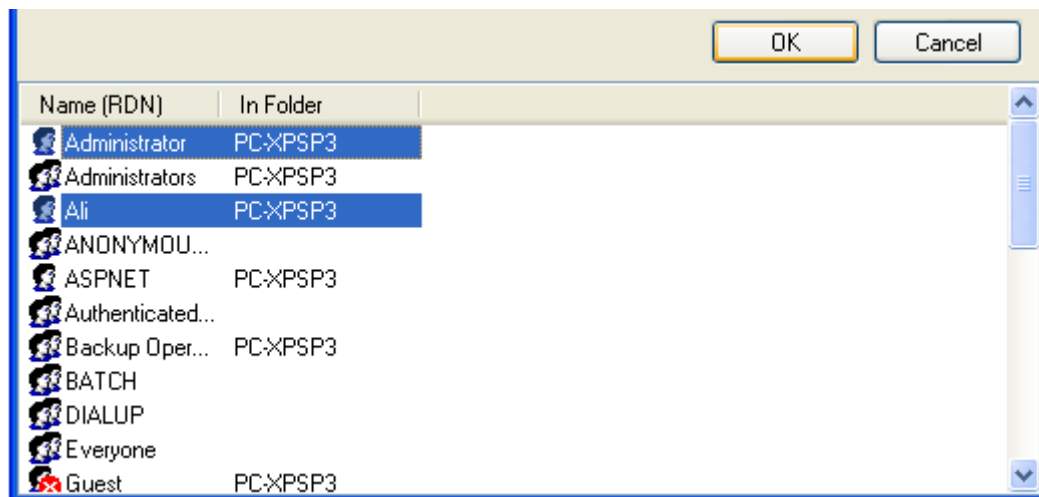 OK Cancel
Name (RDN) In Folder
Administrator PC-XPSP3
Administrators PC-XPSP3
Ali PC-XPSP3
ANONYMOU...
ASPNET PC-XPSP3
Authenticated...
Backup Oper... PC-XPSP3
BATCH
DIALUP
Everyone
Guest PC-XPSP3